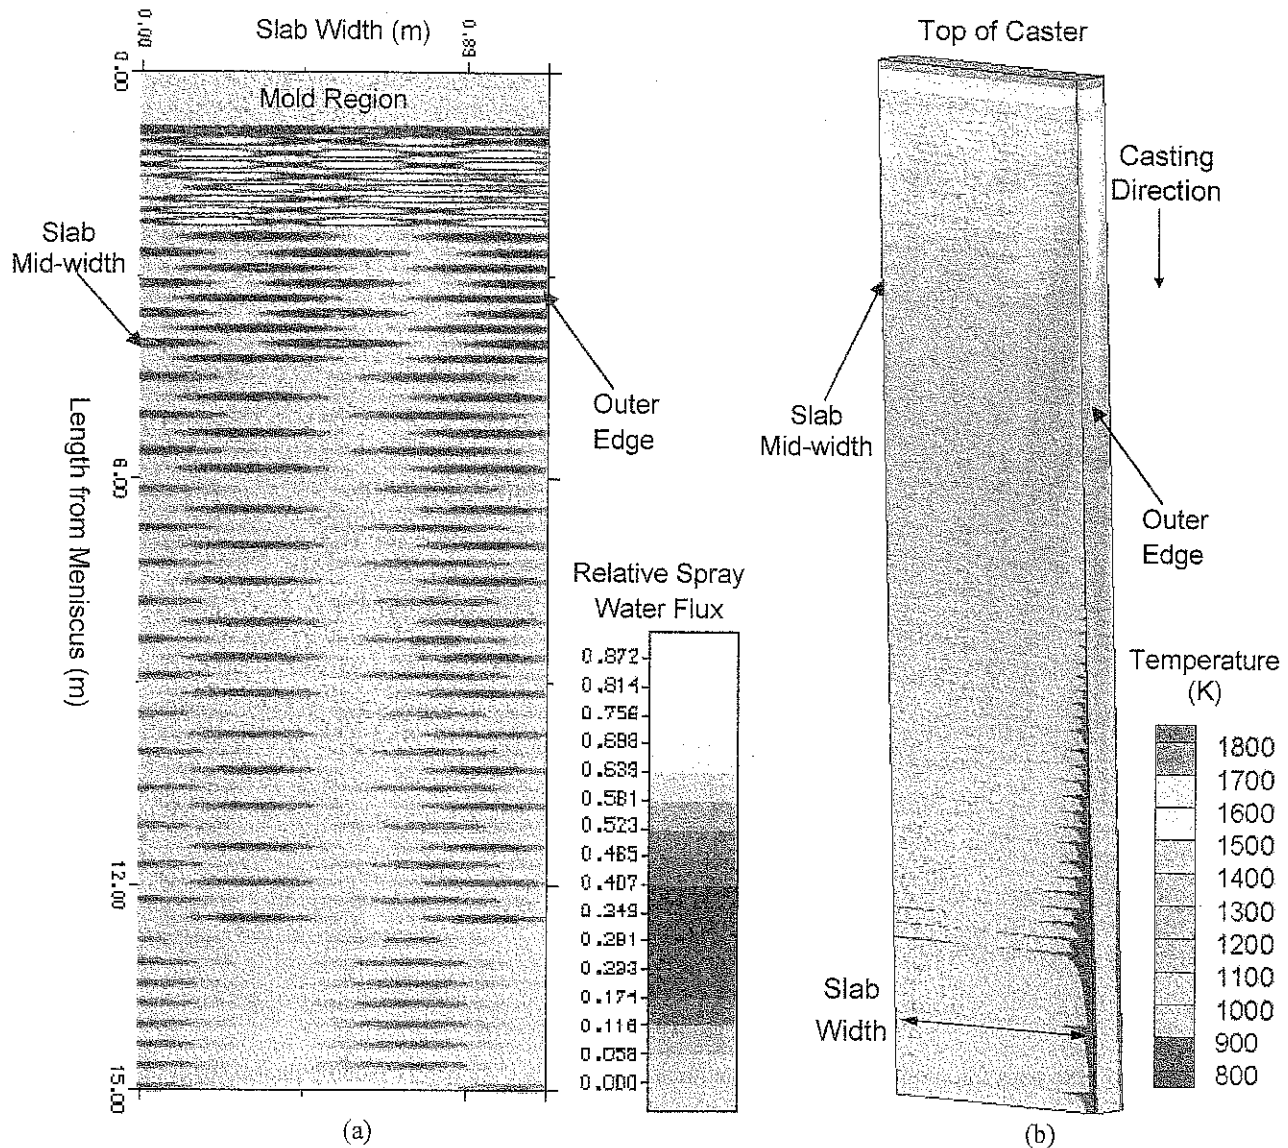 Slab Width (m)
0.00
0.89
0.00
Mold Region
Slab
Mid-width
Outer
Edge
Length from Meniscus (m)
6.00
12.00
15.00
(a)
Relative Spray
Water Flux
0.872
0.814
0.756
0.698
0.639
0.581
0.523
0.465
0.407
0.349
0.291
0.233
0.174
0.116
0.058
0.000
Top of Caster
Casting
Direction
Slab
Mid-width
Outer
Edge
Slab
Width
Temperature
(K)
1800
1700
1600
1500
1400
1300
1200
1100
1000
900
800
(b)